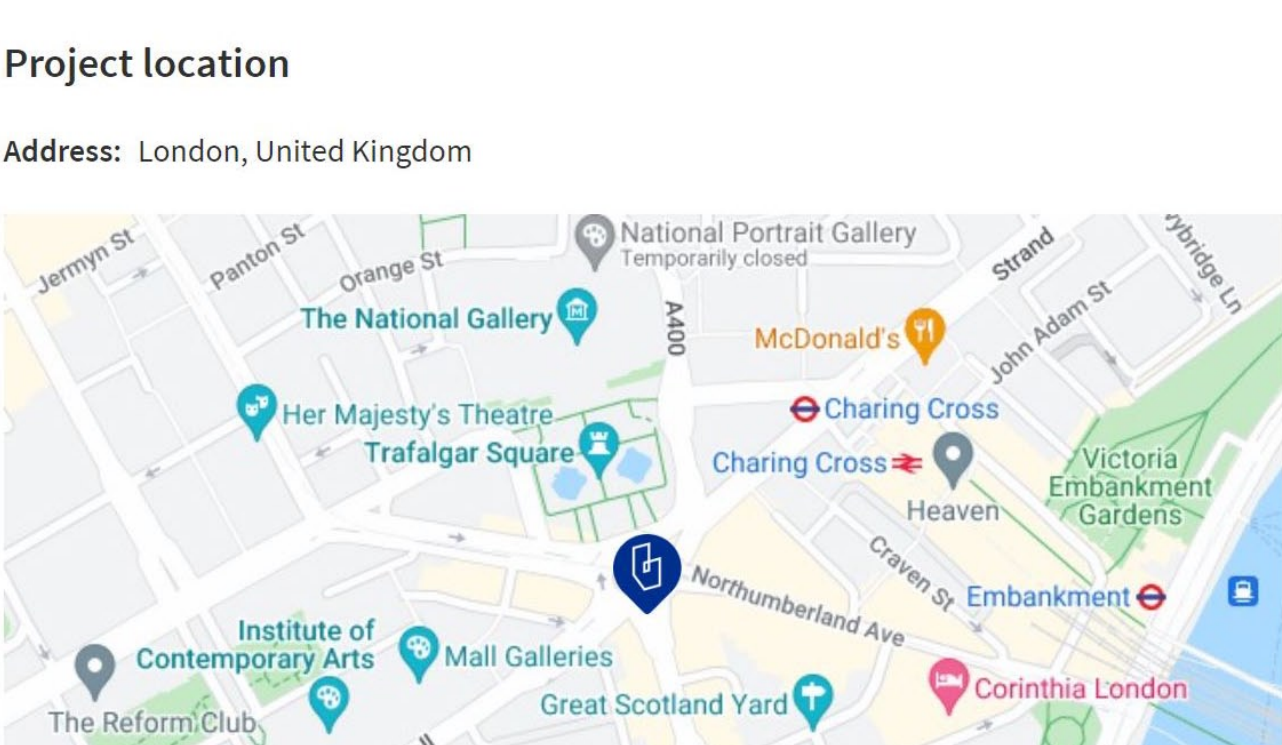 Project location
Address: London, United Kingdom
Jermyn St
Panton St
Orange St
National Portrait Gallery
Temporarily closed
Strand
The National Gallery
A400
McDonald's
John Adam St
Her Majesty's Theatre
Charing Cross
Trafalgar Square
Charing Cross
Victoria
Embankment
Gardens
Heaven
Craven St
Northumberland Ave
Embankment
Institute of
Contemporary Arts
Mall Galleries
Great Scotland Yard
Corinthia London
The Reform Club